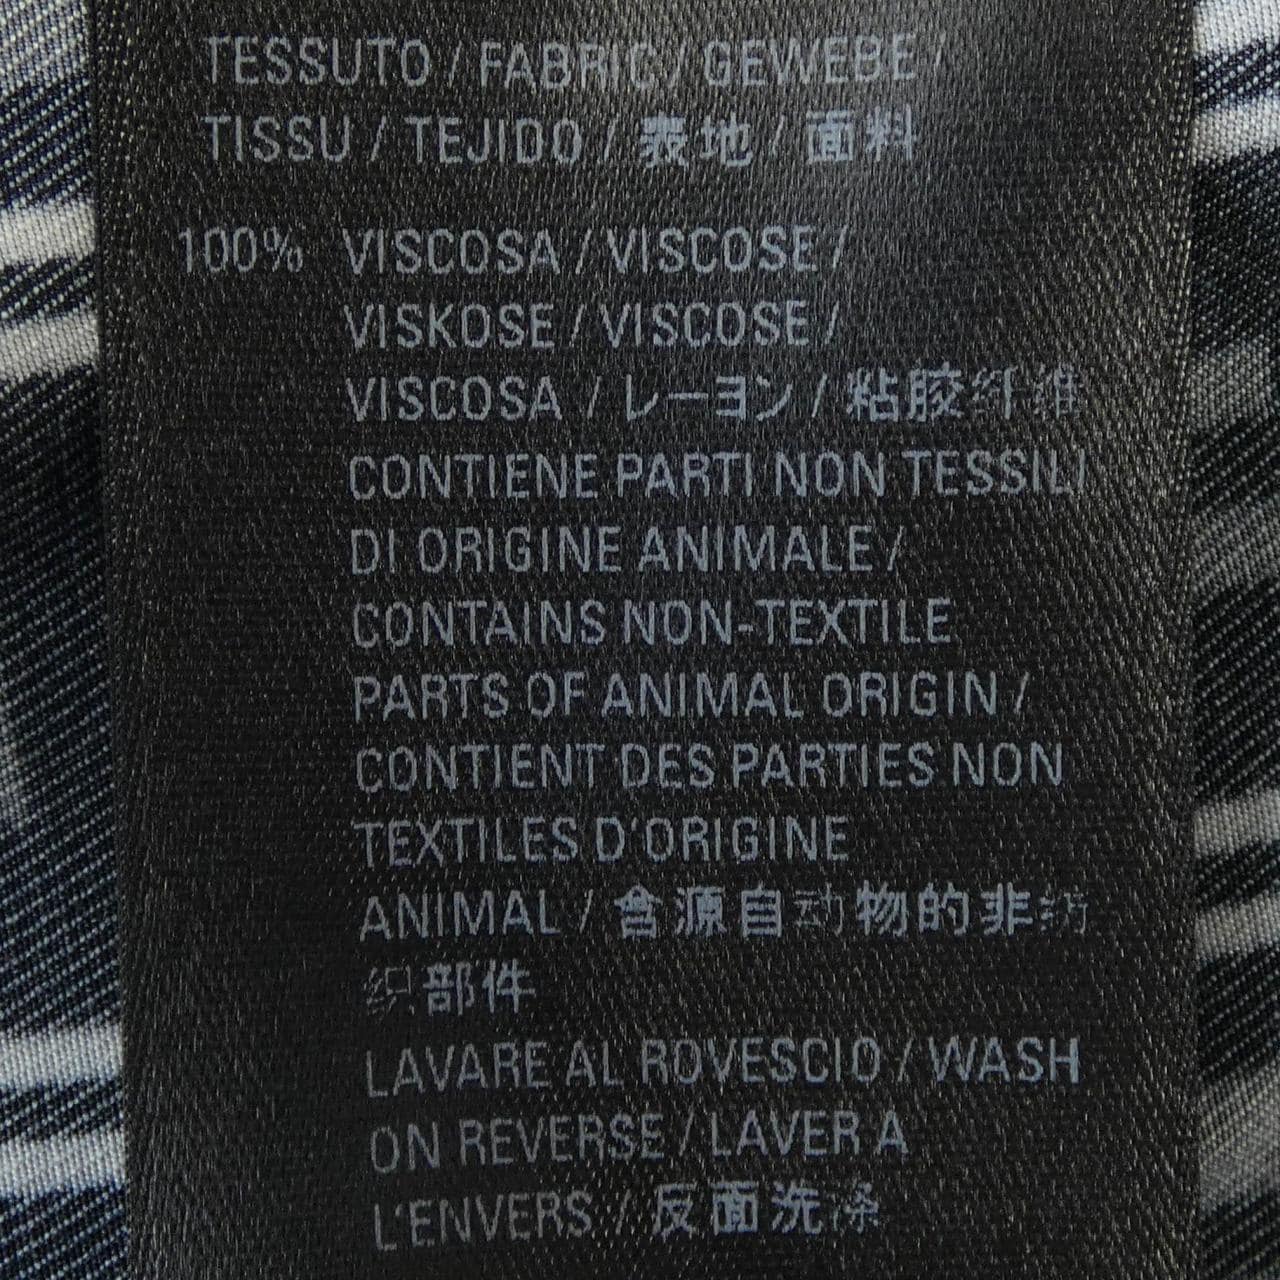 TESSUTO / FABRIC / GEWEBE /
TISSU / TEJIDO / 表地 / 面料
100% VISCOSA / VISCOSE /
VISKOSE / VISCOSE /
VISCOSA / レーヨン / 粘胶纤维
CONTIENE PARTI NON TESSILI
DI ORIGINE ANIMALE /
CONTAINS NON-TEXTILE
PARTS OF ANIMAL ORIGIN /
CONTIENT DES PARTIES NON
TEXTILES D'ORIGINE
ANIMAL / 含源自动物的非纺
织部件
LAVARE AL ROVESCIO / WASH
ON REVERSE / LAVER A
L'ENVERS / 反面洗涤